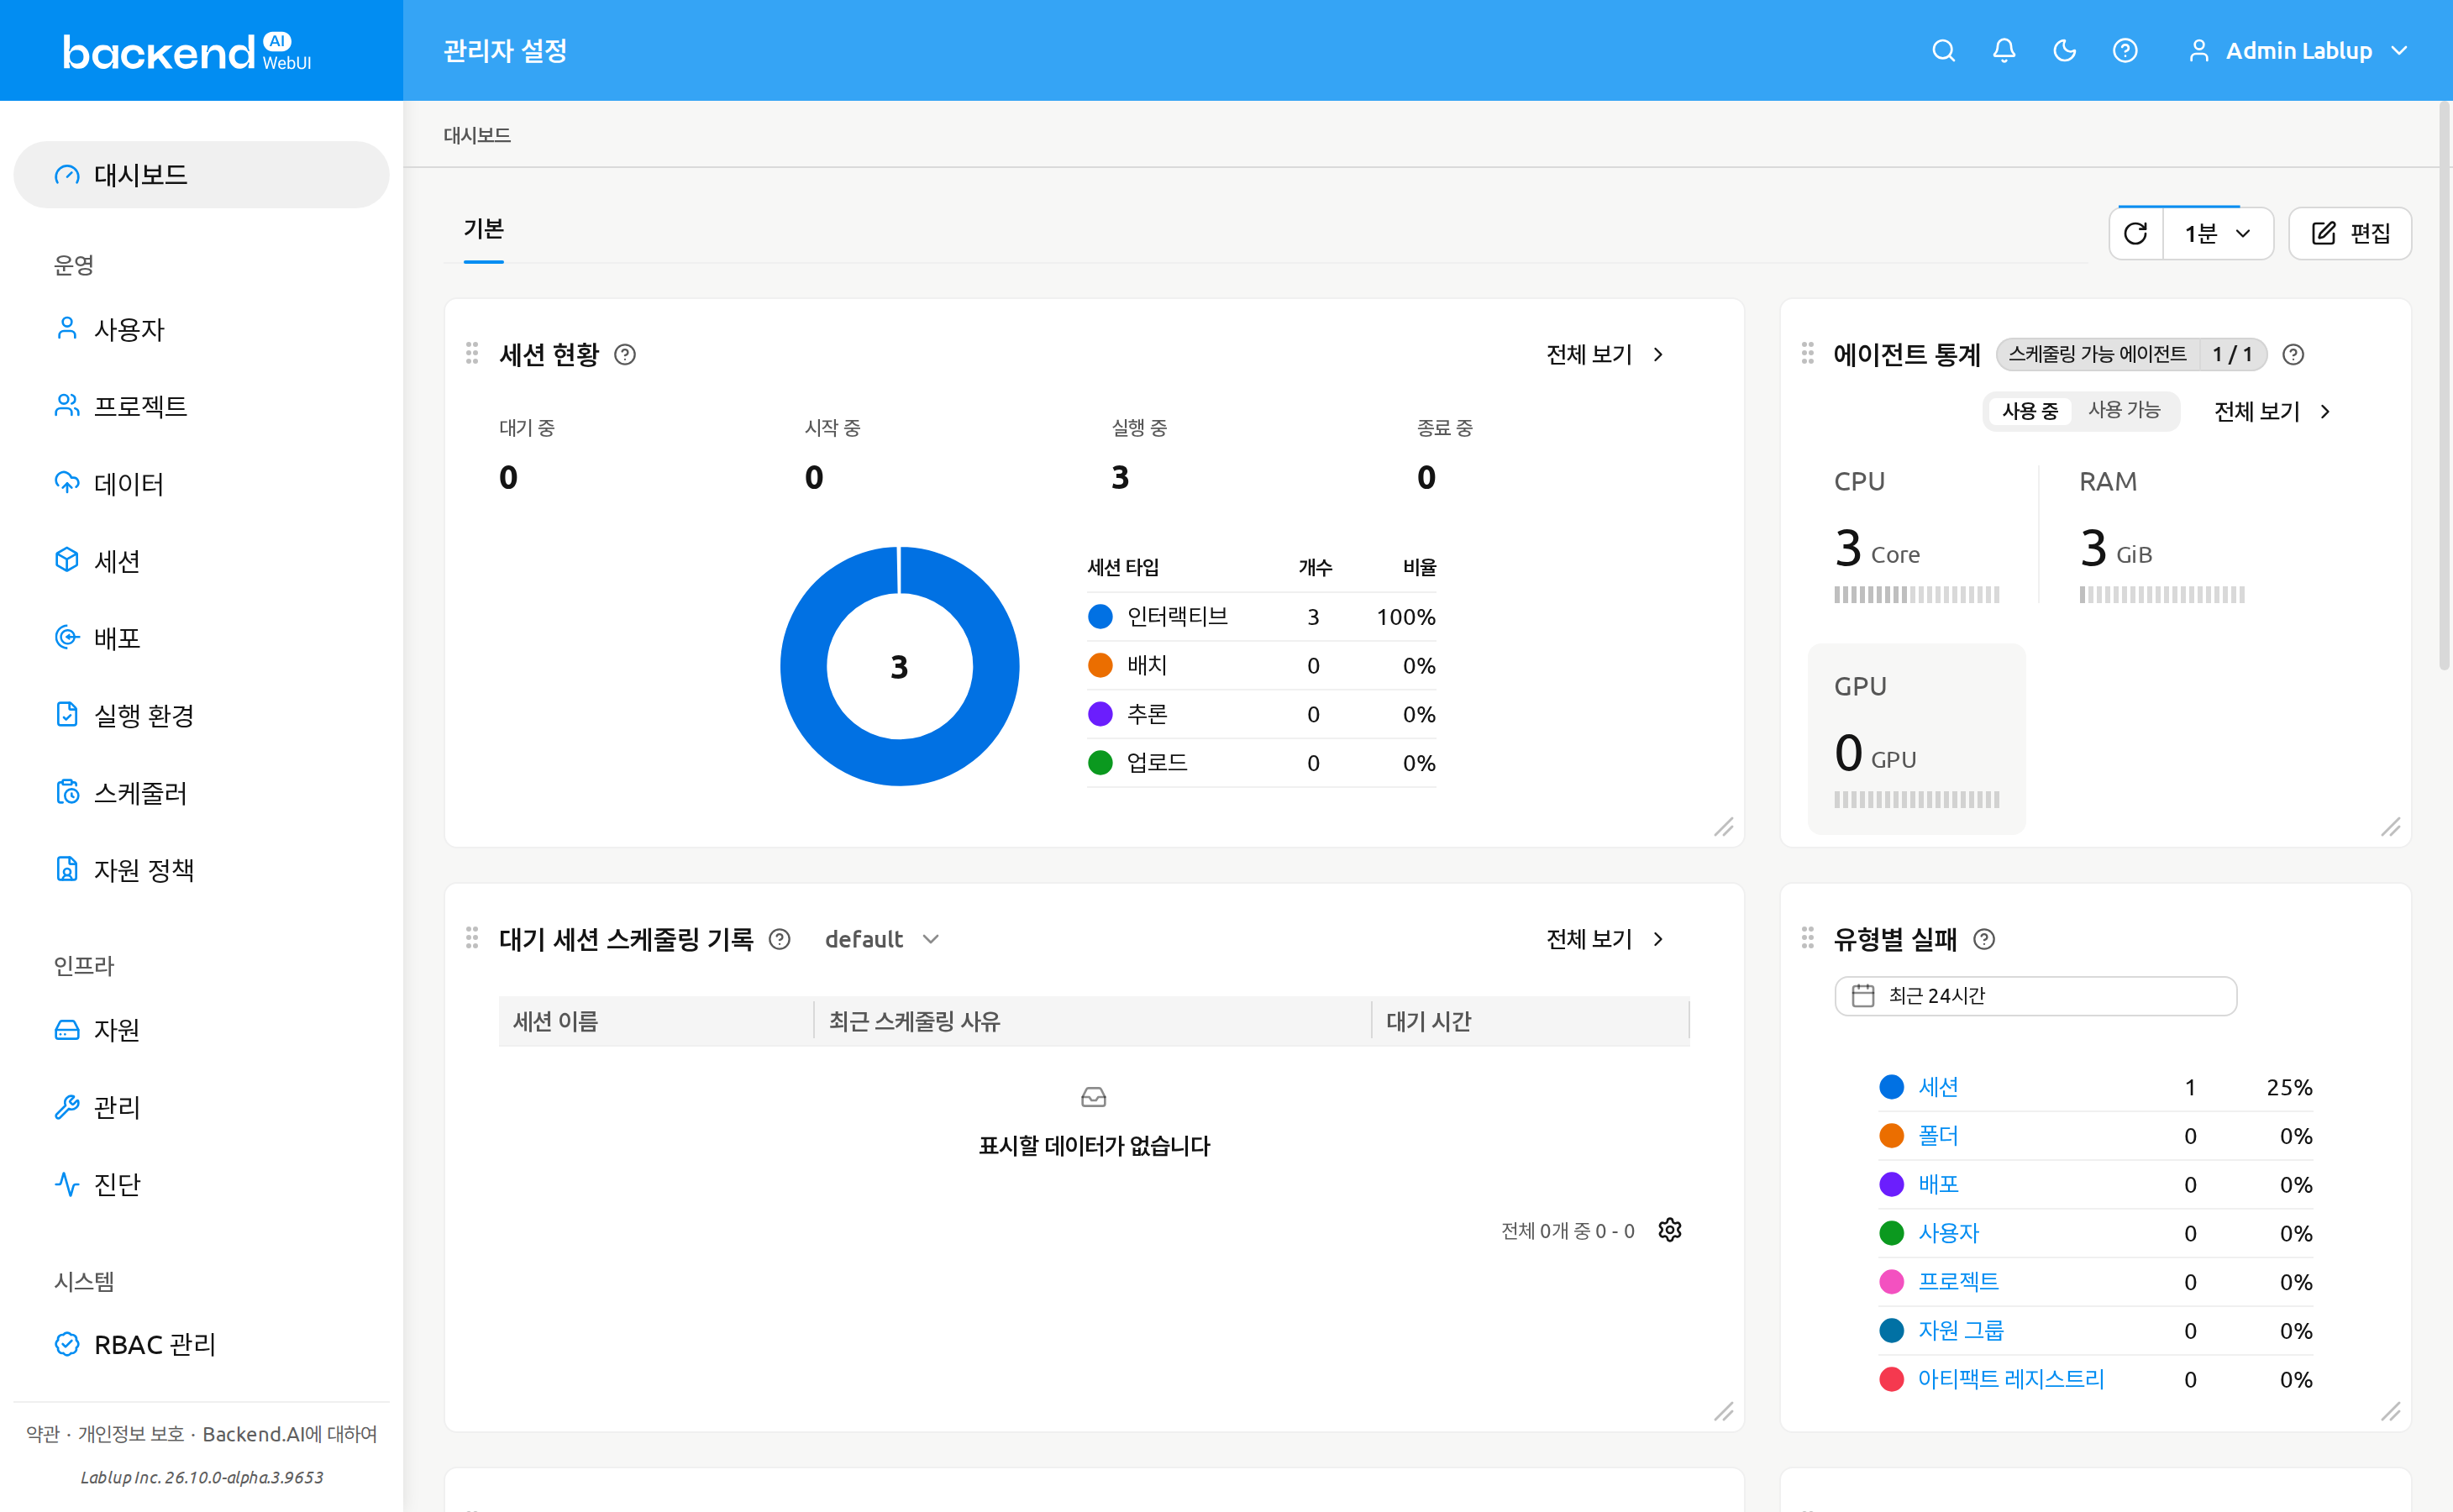 backend AI WebUI
관리자 설정
Admin Lablup
대시보드
운영
사용자
프로젝트
데이터
세션
배포
실행 환경
스케줄러
자원 정책
인프라
자원
관리
진단
시스템
RBAC 관리
약관 · 개인정보 보호 · Backend.AI에 대하여
Lablup Inc. 26.10.0-alpha.3.9653
대시보드
기본
1분
편집
세션 현황
전체 보기
대기 중 시작 중 실행 중 종료 중
0 0 3 0
3
세션 타입 개수 비율
인터랙티브 3 100%
배치 0 0%
추론 0 0%
업로드 0 0%
에이전트 통계 스케줄링 가능 에이전트 1 / 1
사용 중 사용 가능 전체 보기
CPU RAM
3 Core 3 GiB
GPU
0 GPU
대기 세션 스케줄링 기록 default 전체 보기
세션 이름 최근 스케줄링 사유 대기 시간
표시할 데이터가 없습니다
전체 0개 중 0 - 0
유형별 실패
최근 24시간
세션 1 25%
폴더 0 0%
배포 0 0%
사용자 0 0%
프로젝트 0 0%
자원 그룹 0 0%
아티팩트 레지스트리 0 0%